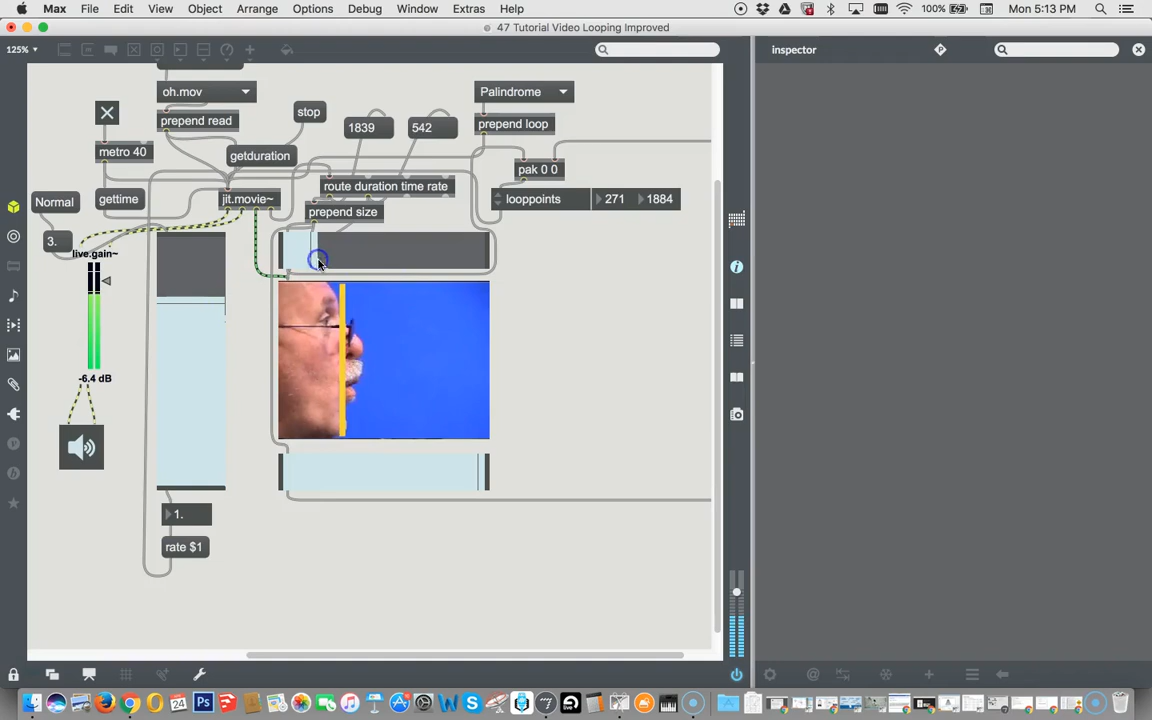 Max File Edit View Object Arrange Options Debug Window Extras Help 100% Mon 5:13 PM
47 Tutorial Video Looping Improved
125%
inspector
oh.mov
Palindrome
prepend read
stop
1839
542
prepend loop
metro 40
getduration
pak 0 0
route duration time rate
Normal
gettime
jit.movie~
prepend size
looppoints
271
1884
3.
live.gain~
-6.4 dB
1.
rate $1